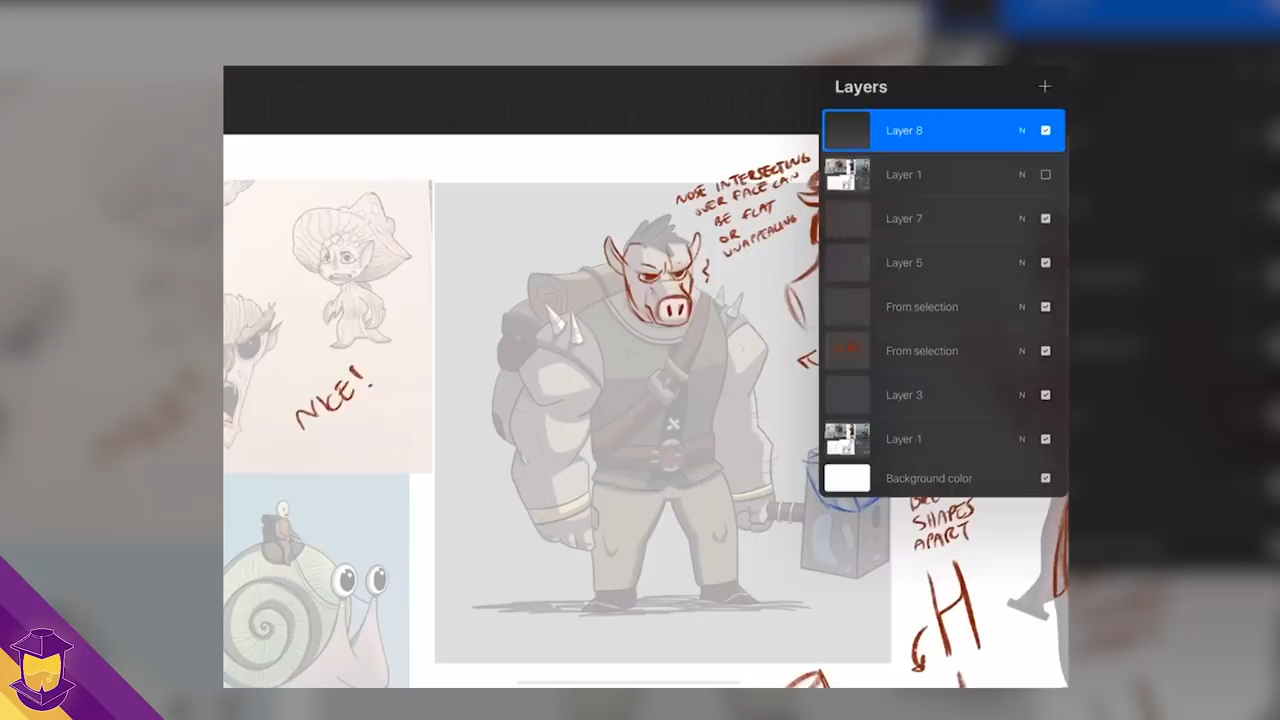 Layers
Layer 8 N
Layer 1 N
Layer 7 N
Layer 5 N
From selection N
From selection N
Layer 3 N
Layer 1 N
Background color
NOSE INTERSECTING
OVER FACE CAN
BE FLAT
OR
UNAPPEALING
NICE!
SHAPES
APART
H